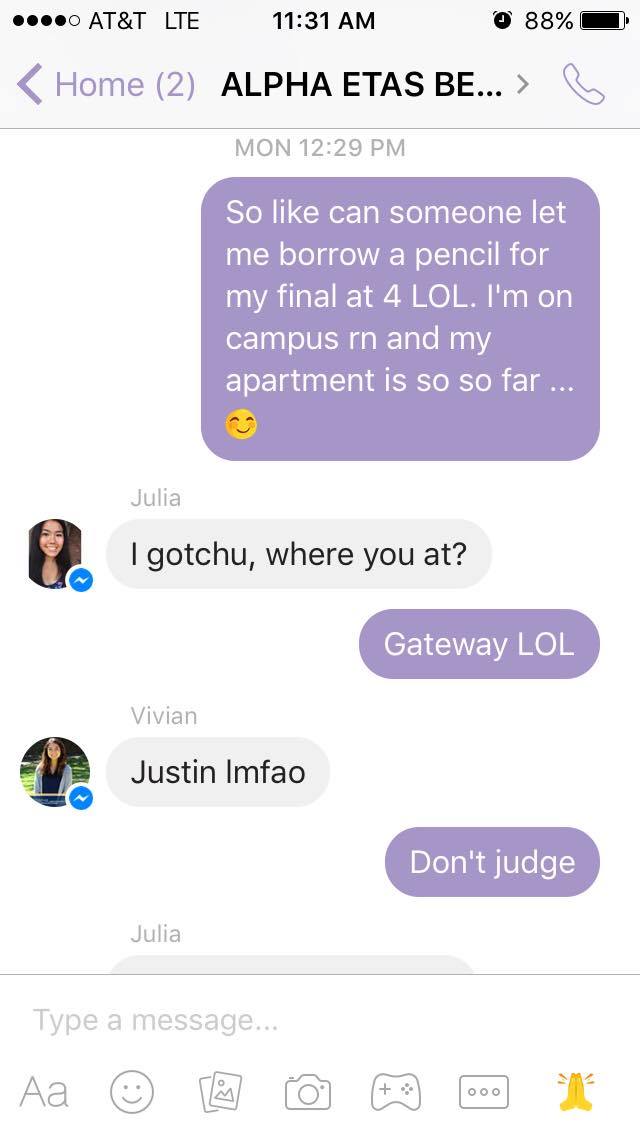 AT&T LTE 11:31 AM 88%
Home (2) ALPHA ETAS BE...
MON 12:29 PM
So like can someone let
me borrow a pencil for
my final at 4 LOL. I'm on
campus rn and my
apartment is so so far ...
😊
Julia
I gotchu, where you at?
Gateway LOL
Vivian
Justin lmfao
Don't judge
Julia
Type a message...
Aa